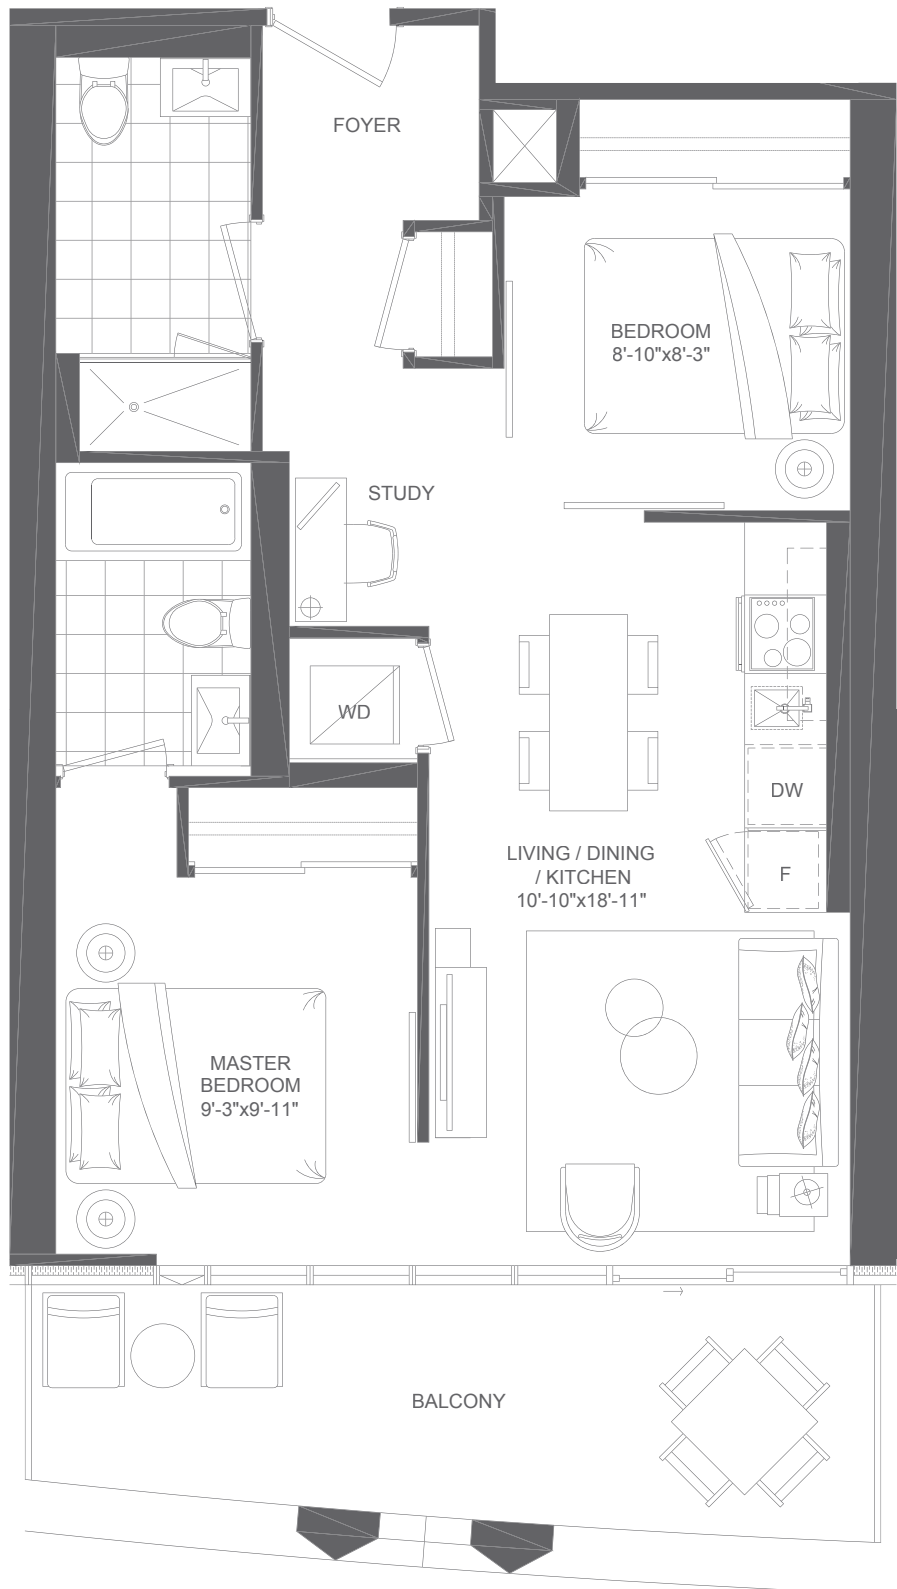 FOYER
BEDROOM
8'-10"x8'-3"
STUDY
WD
DW
LIVING / DINING
/ KITCHEN
10'-10"x18'-11"
F
MASTER
BEDROOM
9'-3"x9'-11"
BALCONY